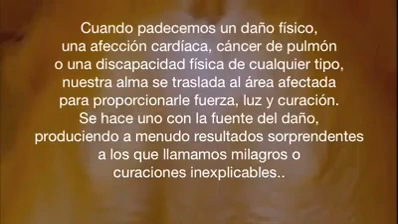 Cuando padecemos un daño físico,
una afección cardíaca, cáncer de pulmón
o una discapacidad física de cualquier tipo,
nuestra alma se traslada al área afectada
para proporcionarle fuerza, luz y curación.
Se hace uno con la fuente del daño,
produciendo a menudo resultados sorprendentes
a los que llamamos milagros o
curaciones inexplicables..